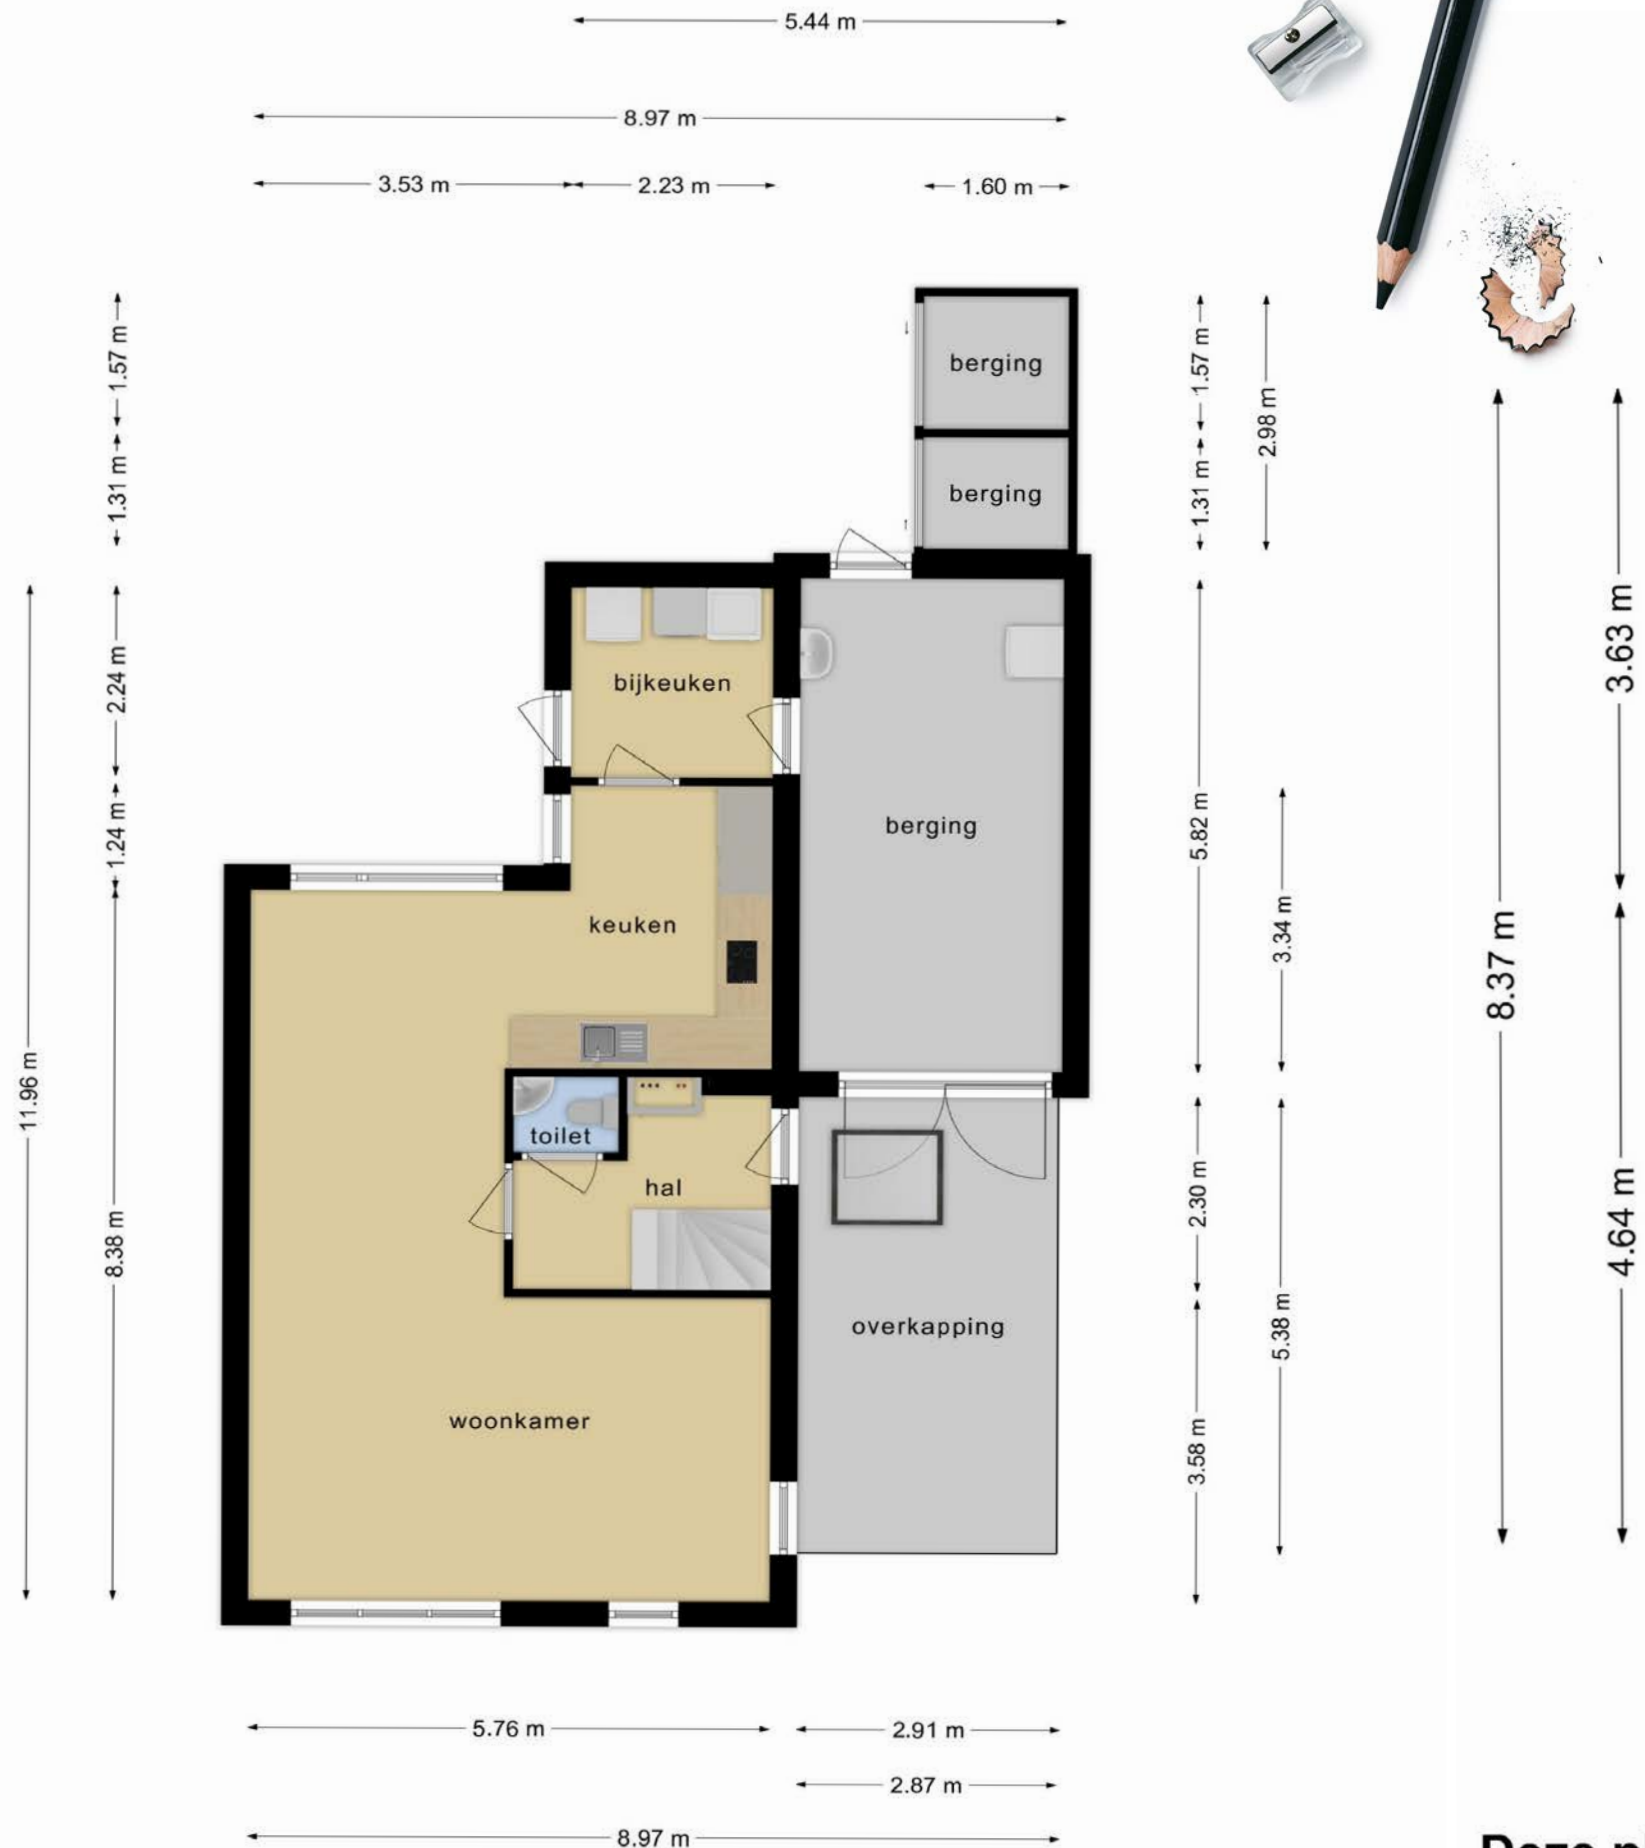 5.44 m
8.97 m
3.53 m
2.23 m
1.60 m
1.57 m
1.31 m
2.24 m
1.24 m
8.38 m
11.96 m
berging
berging
bijkeuken
berging
keuken
toilet
hal
overkapping
woonkamer
1.57 m
1.31 m
2.98 m
5.82 m
3.34 m
2.30 m
5.38 m
3.58 m
8.37 m
3.63 m
4.64 m
5.76 m
2.91 m
2.87 m
8.97 m